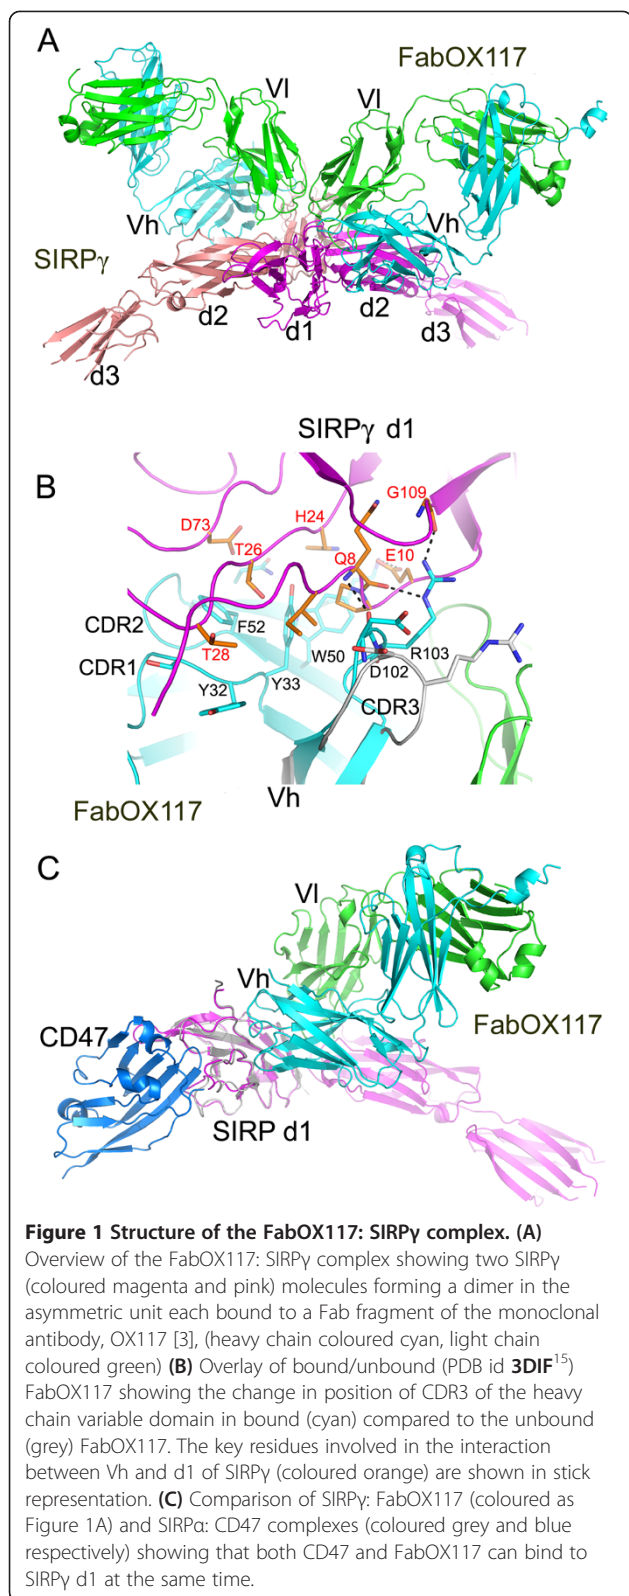 A
FabOX117
Vl
Vl
Vh
Vh
SIRPγ
d2
d1
d2
d3
d3
SIRPγ d1
B
G109
D73
H24
T26
Q8
E10
CDR2
F52
CDR1
T28
W50
R103
D102
Y32
Y33
CDR3
Vh
FabOX117
C
Vl
Vh
CD47
FabOX117
SIRP d1
Figure 1 Structure of the FabOX117: SIRPγ complex. (A)
Overview of the FabOX117: SIRPγ complex showing two SIRPγ
(coloured magenta and pink) molecules forming a dimer in the
asymmetric unit each bound to a Fab fragment of the monoclonal
antibody, OX117 [3], (heavy chain coloured cyan, light chain
coloured green) (B) Overlay of bound/unbound (PDB id 3DIF15)
FabOX117 showing the change in position of CDR3 of the heavy
chain variable domain in bound (cyan) compared to the unbound
(grey) FabOX117. The key residues involved in the interaction
between Vh and d1 of SIRPγ (coloured orange) are shown in stick
representation. (C) Comparison of SIRPγ: FabOX117 (coloured as
Figure 1A) and SIRPα: CD47 complexes (coloured grey and blue
respectively) showing that both CD47 and FabOX117 can bind to
SIRPγ d1 at the same time.